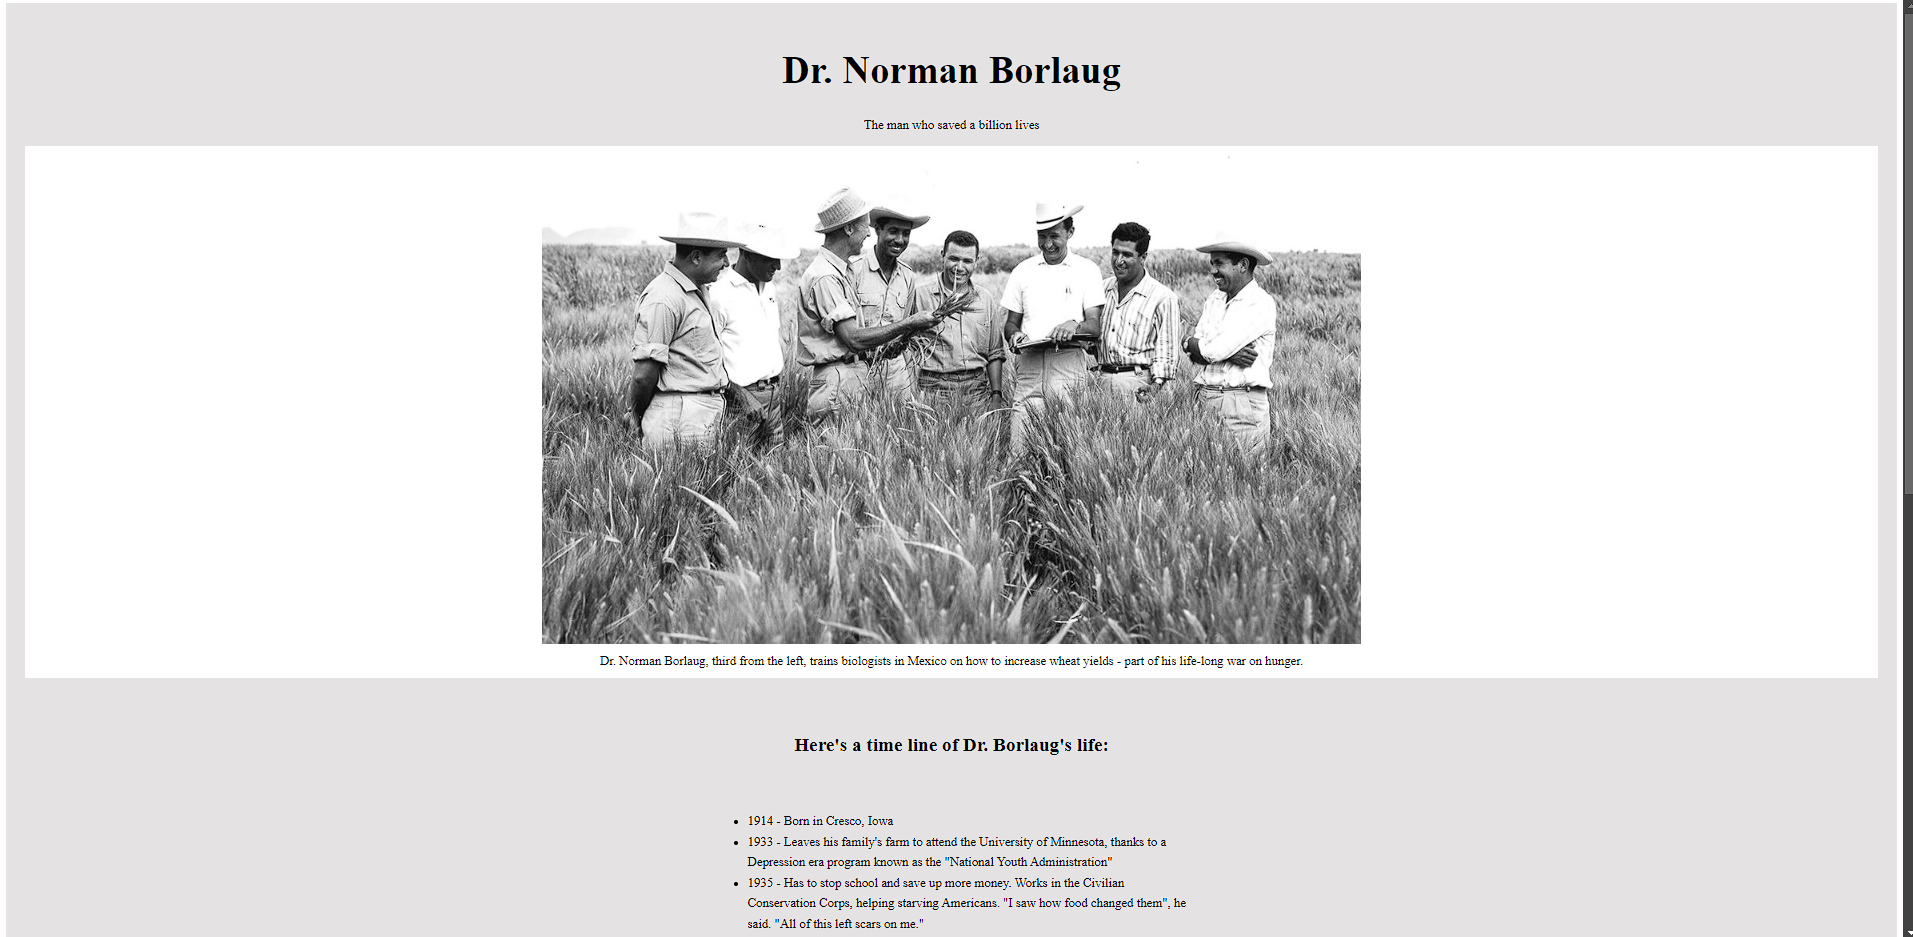 Dr. Norman Borlaug
The man who saved a billion lives
Dr. Norman Borlaug, third from the left, trains biologists in Mexico on how to increase wheat yields - part of his life-long war on hunger.
Here's a time line of Dr. Borlaug's life:
• 1914 - Born in Cresco, Iowa
• 1933 - Leaves his family's farm to attend the University of Minnesota, thanks to a
Depression era program known as the "National Youth Administration"
• 1935 - Has to stop school and save up more money. Works in the Civilian
Conservation Corps, helping starving Americans. "I saw how food changed them", he
said. "All of this left scars on me."